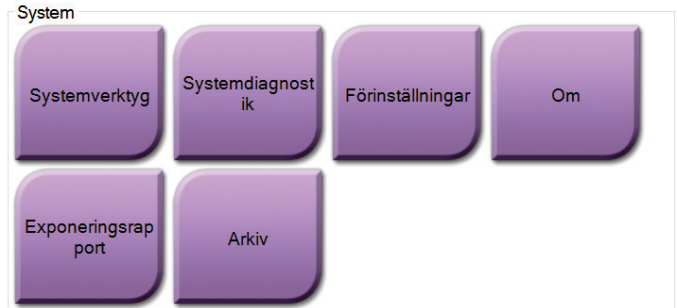 System
Systemverktyg
Systemdiagnost
ik
Förinställningar
Om
Exponeringsrap
port
Arkiv